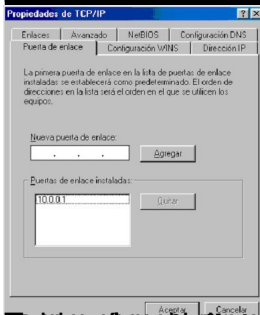 Propiedades de TCP/IP
Enlaces Avanzado NetBIOS Configuración DNS
Puerta de enlace Configuración WINS Dirección IP
La primera puerta de enlace en la lista de puertas de enlace
instaladas se establecerá como predeterminado. El orden de
direcciones en la lista será el orden en el que se utilicen los
equipos.
Nueva puerta de enlace:
. . . Agregar
Puertas de enlace instaladas:
10.0.0.1 Quitar
Aceptar Cancelar